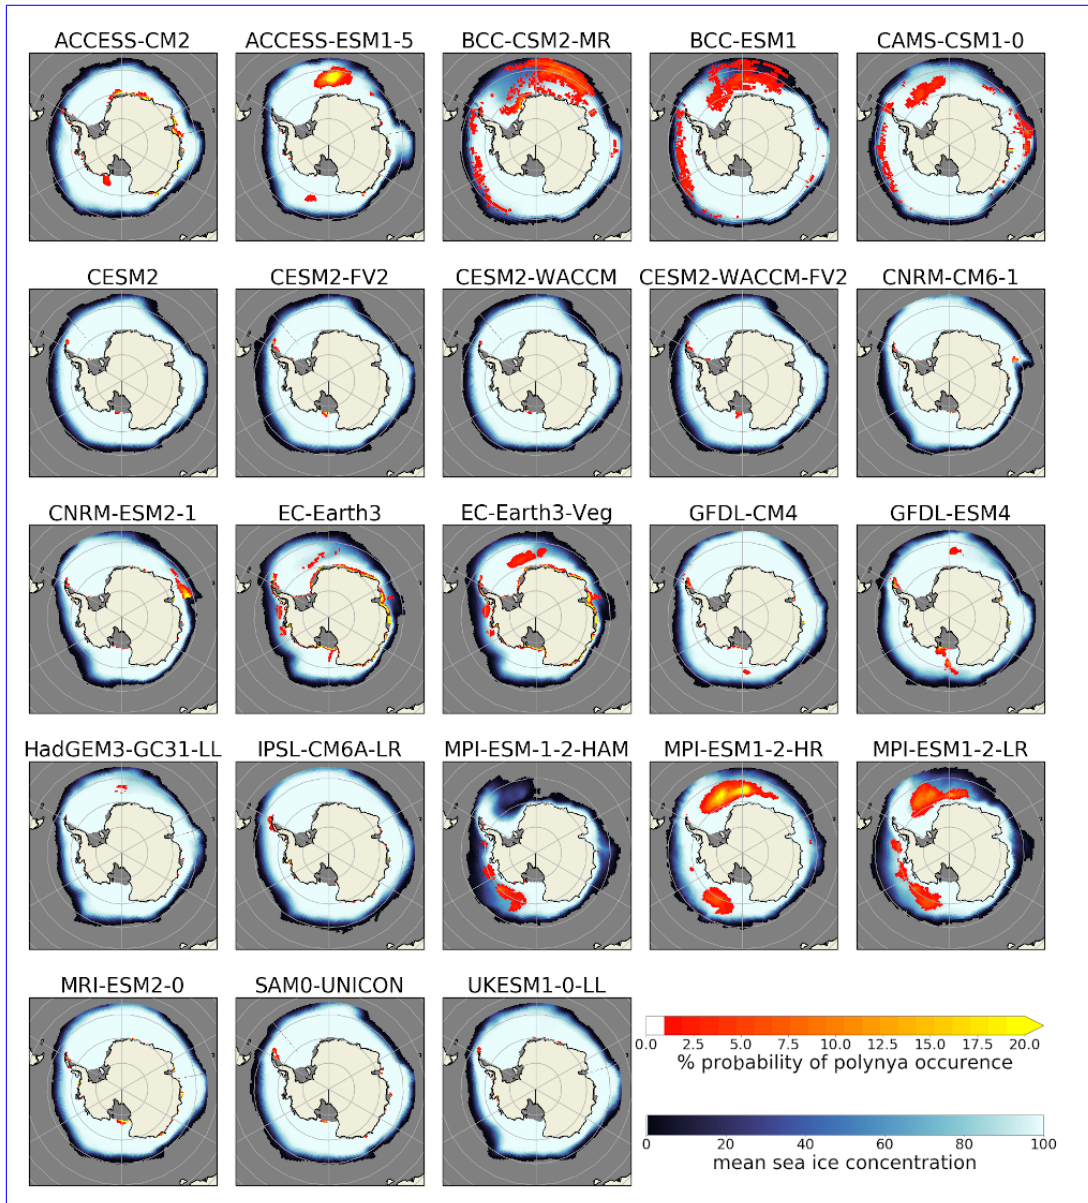 ACCESS-CM2 ACCESS-ESM1-5 BCC-CSM2-MR BCC-ESM1 CAMS-CSM1-0
CESM2 CESM2-FV2 CESM2-WACCM CESM2-WACCM-FV2 CNRM-CM6-1
CNRM-ESM2-1 EC-Earth3 EC-Earth3-Veg GFDL-CM4 GFDL-ESM4
HadGEM3-GC31-LL IPSL-CM6A-LR MPI-ESM-1-2-HAM MPI-ESM1-2-HR MPI-ESM1-2-LR
MRI-ESM2-0 SAM0-UNICON UKESM1-0-LL
0.0 2.5 5.0 7.5 10.0 12.5 15.0 17.5 20.0
% probability of polynya occurence
0 20 40 60 80 100
mean sea ice concentration